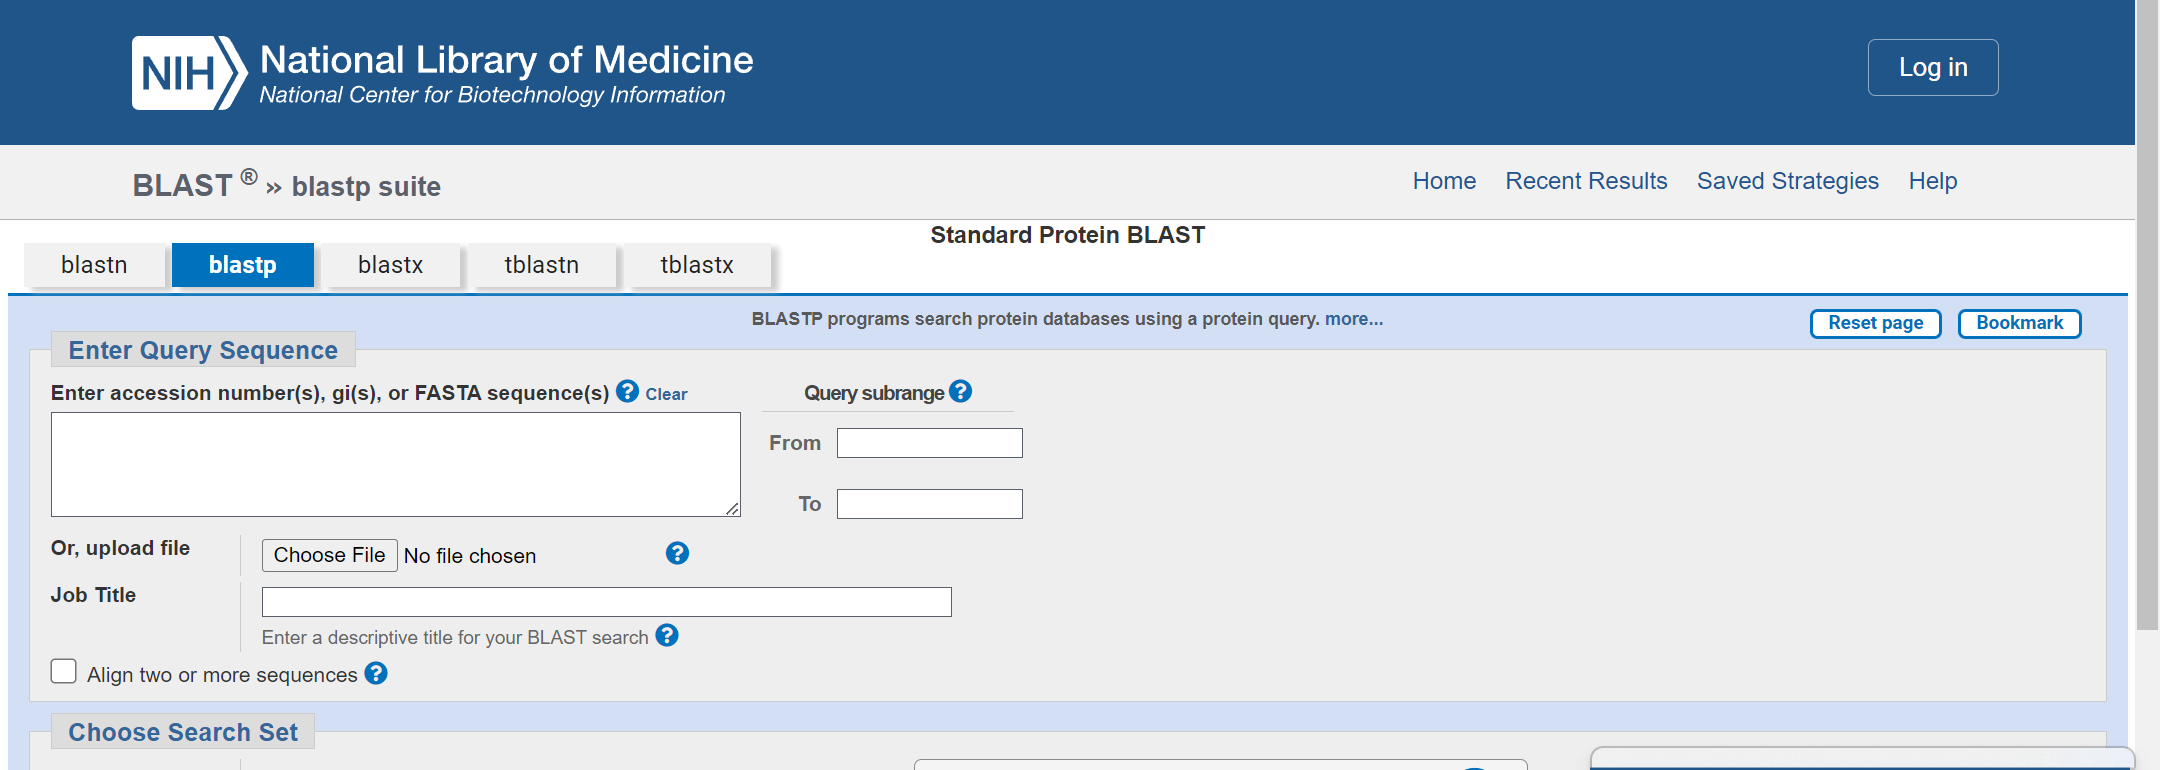 NIH
National Library of Medicine
National Center for Biotechnology Information
Log in
BLAST ® » blastp suite
Home Recent Results Saved Strategies Help
Standard Protein BLAST
blastn blastp blastx tblastn tblastx
BLASTP programs search protein databases using a protein query. more...
Reset page Bookmark
Enter Query Sequence
Enter accession number(s), gi(s), or FASTA sequence(s) ? Clear
Query subrange ?
From
To
Or, upload file
Choose File No file chosen ?
Job Title
Enter a descriptive title for your BLAST search ?
Align two or more sequences ?
Choose Search Set